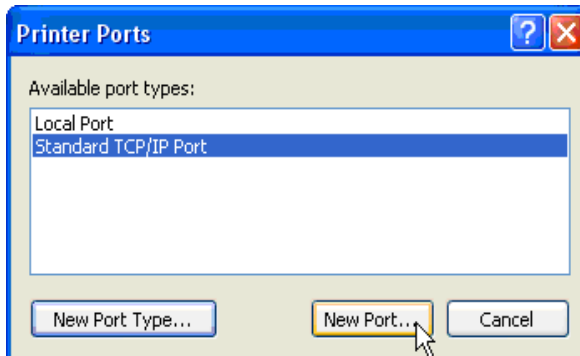 Printer Ports
Available port types:
Local Port
Standard TCP/IP Port
New Port Type... New Port... Cancel